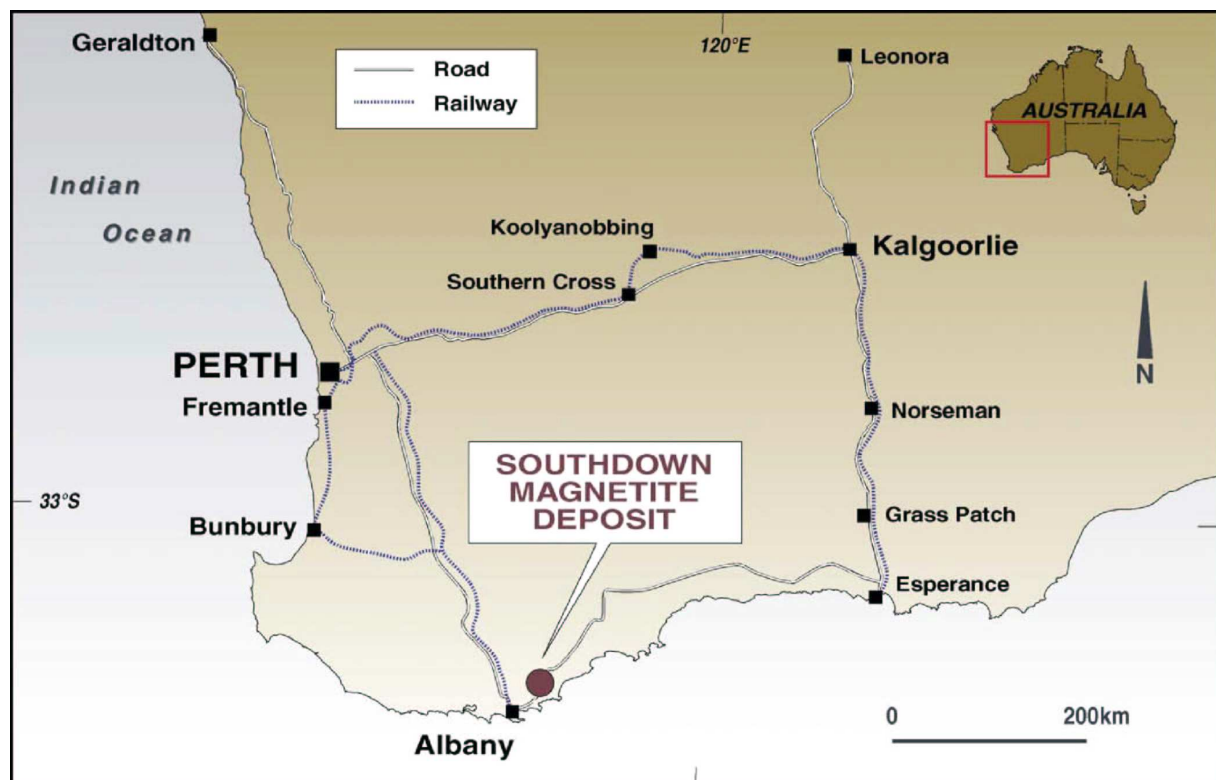 Geraldton
120°E
Leonora
Road
Railway
AUSTRALIA
Indian
Ocean
Koolyanobbing
Kalgoorlie
Southern Cross
PERTH
N
Fremantle
Norseman
SOUTHDOWN
MAGNETITE
DEPOSIT
33°S
Bunbury
Grass Patch
Esperance
0 200km
Albany